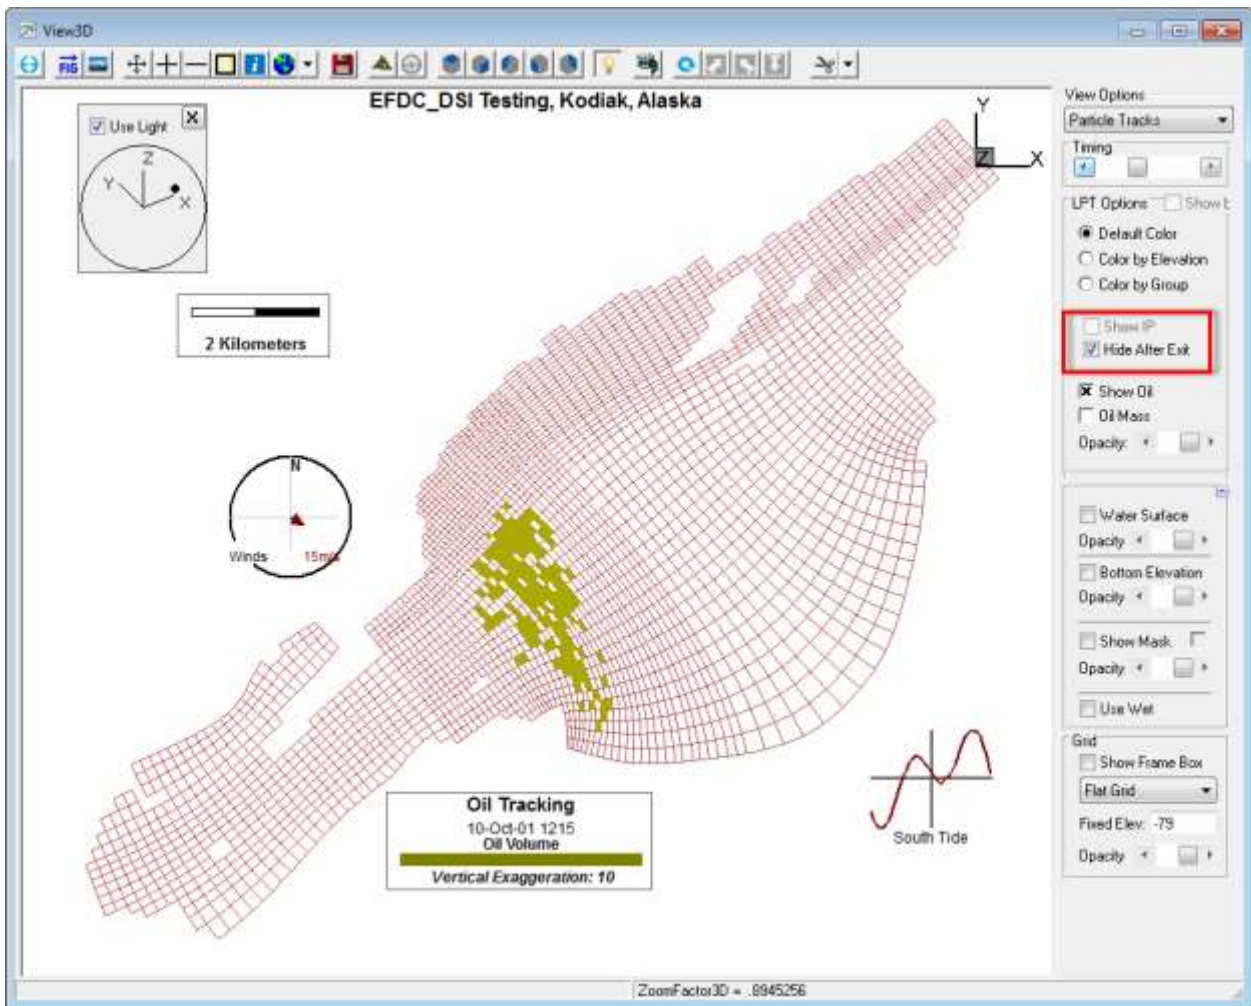 View3D
FIG
EFDC_DSI Testing, Kodiak, Alaska
Use Light
Z
Y
X
Y
Z
X
2 Kilometers
N
Winds
15m/s
Oil Tracking
10-Oct-01 1215
Oil Volume
Vertical Exaggeration: 10
South Tide
View Options
Particle Tracks
Timing
LPT Options
Show
Default Color
Color by Elevation
Color by Group
Show IP
Hide After Exit
Show Oil
Oil Mass
Opacity:
Water Surface
Opacity
Bottom Elevation
Opacity
Show Mask
Opacity
Use Wet
Grid
Show Frame Box
Flat Grid
Fixed Elev: -79
Opacity
ZoomFactor3D = .8945256